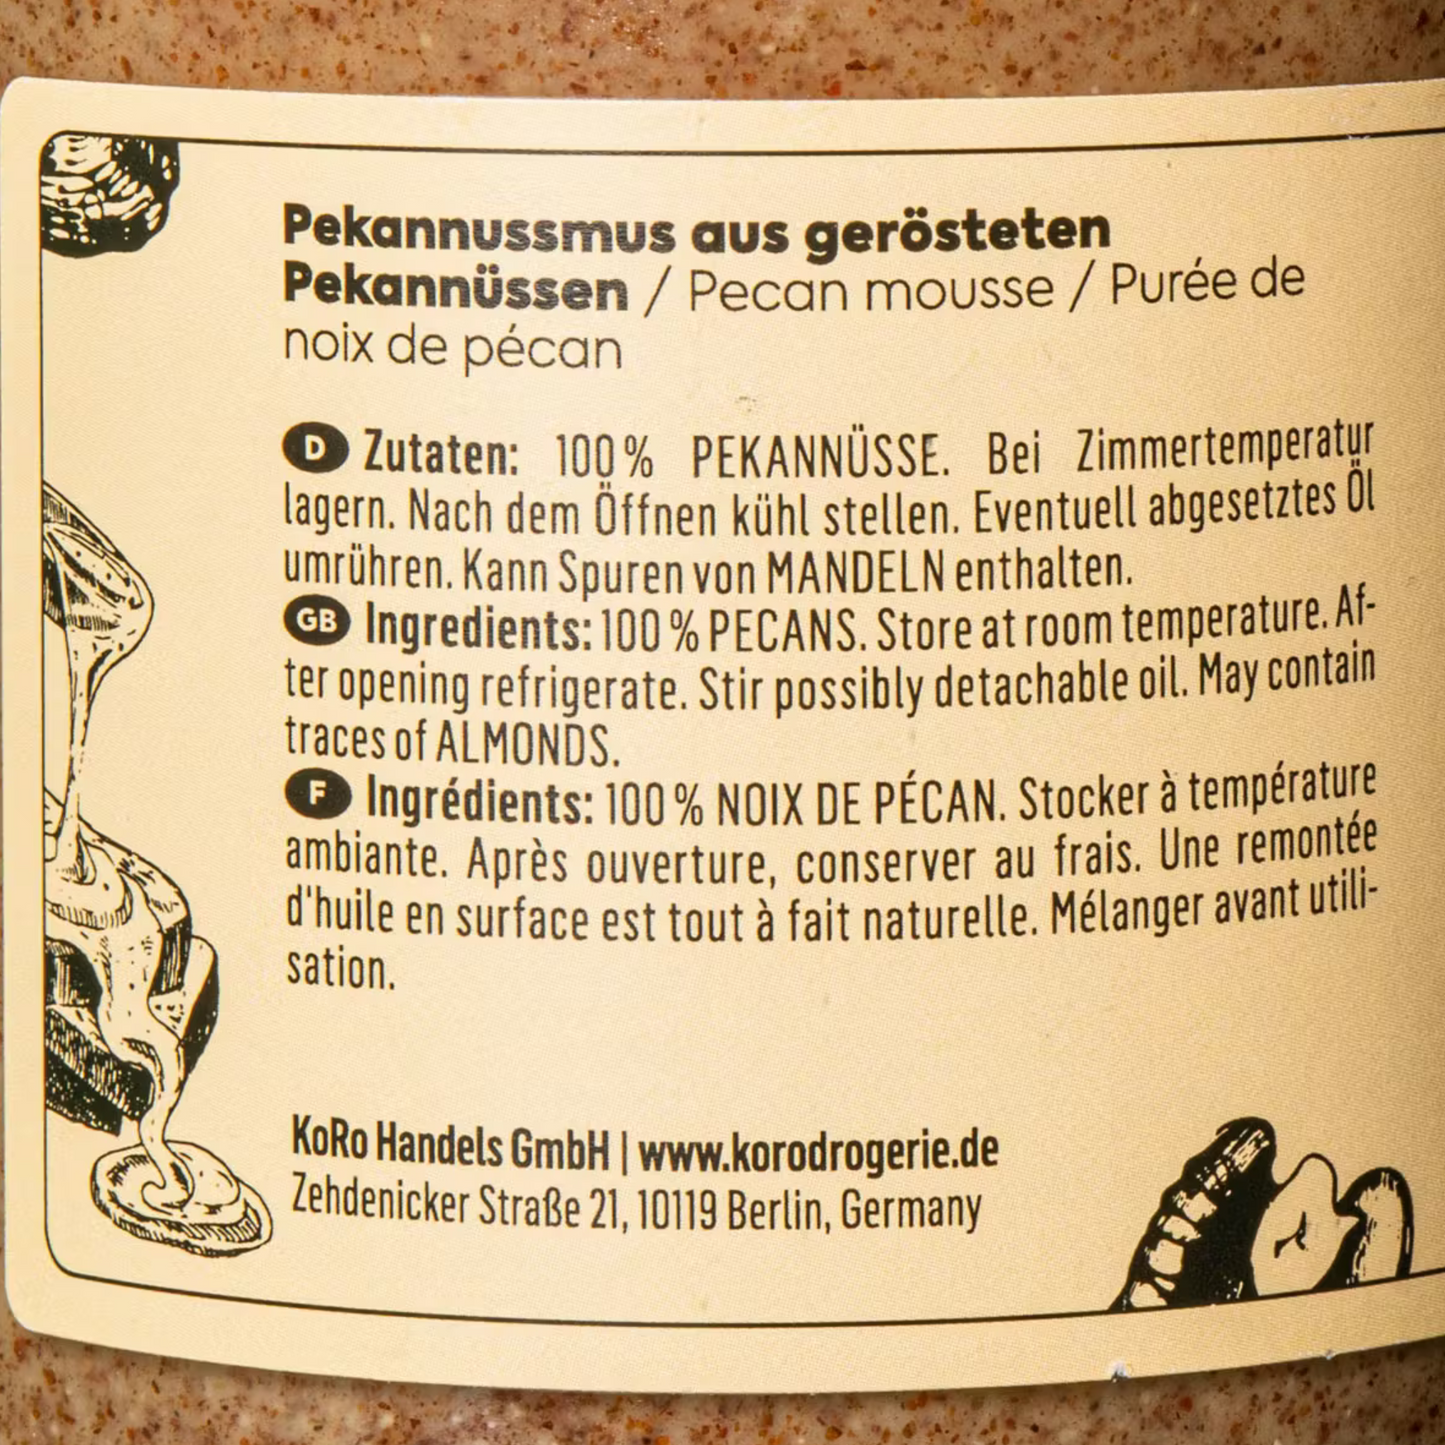 Pekannussmus aus gerösteten
Pekannüssen / Pecan mousse / Purée de
noix de pécan
D Zutaten: 100 % PEKANNÜSSE. Bei Zimmertemperatur
lagern. Nach dem Öffnen kühl stellen. Eventuell abgesetztes Öl
umrühren. Kann Spuren von MANDELN enthalten.
GB Ingredients: 100 % PECANS. Store at room temperature. Af-
ter opening refrigerate. Stir possibly detachable oil. May contain
traces of ALMONDS.
F Ingrédients: 100 % NOIX DE PÉCAN. Stocker à température
ambiante. Après ouverture, conserver au frais. Une remontée
d'huile en surface est tout à fait naturelle. Mélanger avant utili-
sation.
KoRo Handels GmbH | www.korodrogerie.de
Zehdenicker Straße 21, 10119 Berlin, Germany